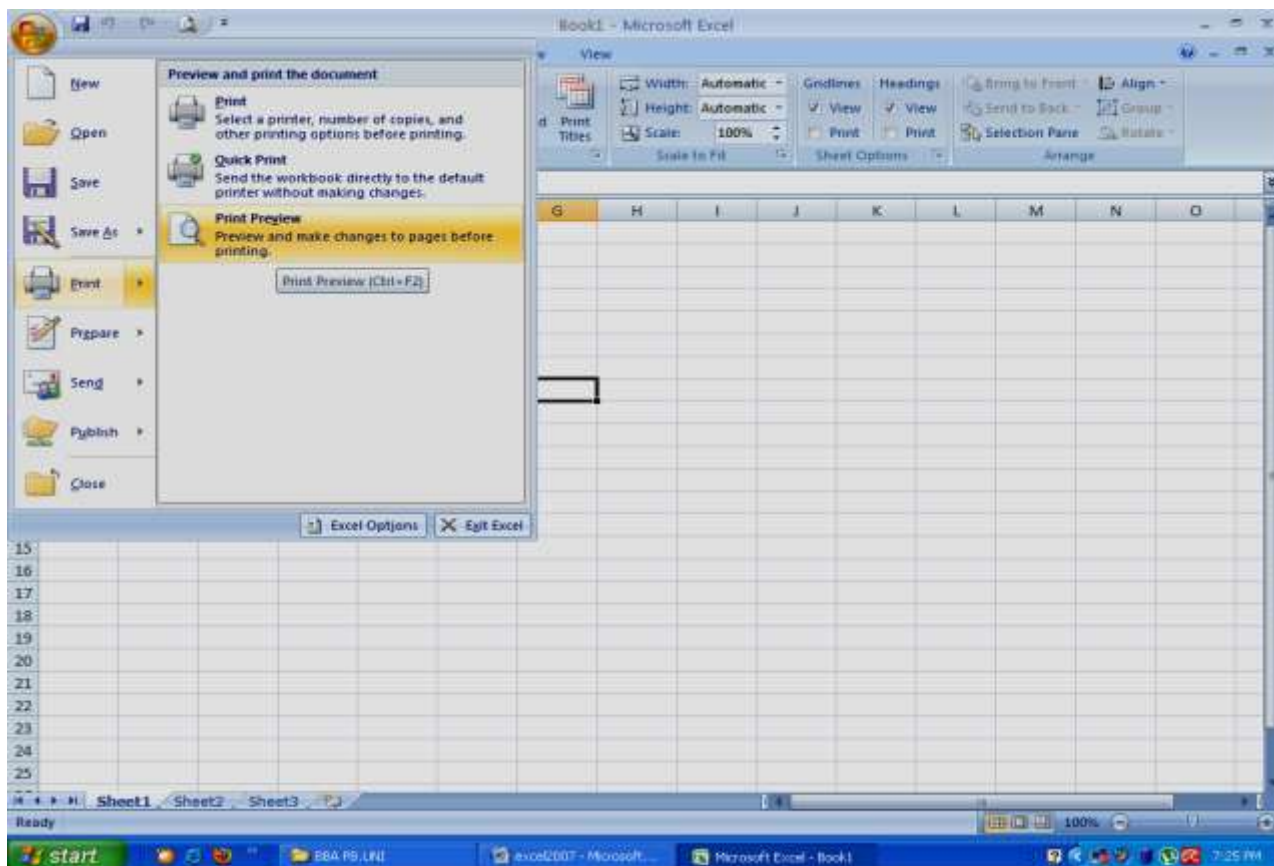 Book1 - Microsoft Excel
View
New
Open
Save
Save As
Print
Prepare
Send
Publish
Close
Preview and print the document
Print
Select a printer, number of copies, and
other printing options before printing.
Quick Print
Send the workbook directly to the default
printer without making changes.
Print Preview
Preview and make changes to pages before
printing.
Print Preview (Ctrl+F2)
Excel Options
Exit Excel
Print
Titles
Width: Automatic
Height: Automatic
Scale: 100%
Scale to Fit
Gridlines Headings
View View
Print Print
Sheet Options
Bring to Front
Send to Back
Selection Pane
Align
Group
Rotate
Arrange
G H I J K L M N O
15
16
17
18
19
20
21
22
23
24
25
Sheet1 Sheet2 Sheet3
Ready
100%
start
excel2007 - Microsoft...
Microsoft Excel - Book1
7:25 PM